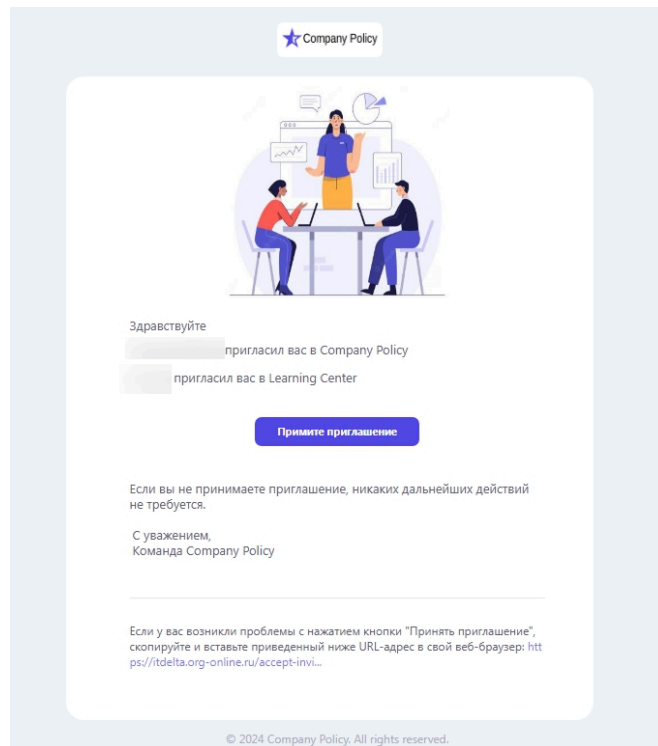 Company Policy
Здравствуйте
пригласил вас в Company Policy
пригласил вас в Learning Center
Примите приглашение
Если вы не принимаете приглашение, никаких дальнейших действий
не требуется.
С уважением,
Команда Company Policy
Если у вас возникли проблемы с нажатием кнопки "Принять приглашение",
скопируйте и вставьте приведенный ниже URL-адрес в свой веб-браузер: htt
ps://itdelta.org-online.ru/accept-invi...
© 2024 Company Policy. All rights reserved.